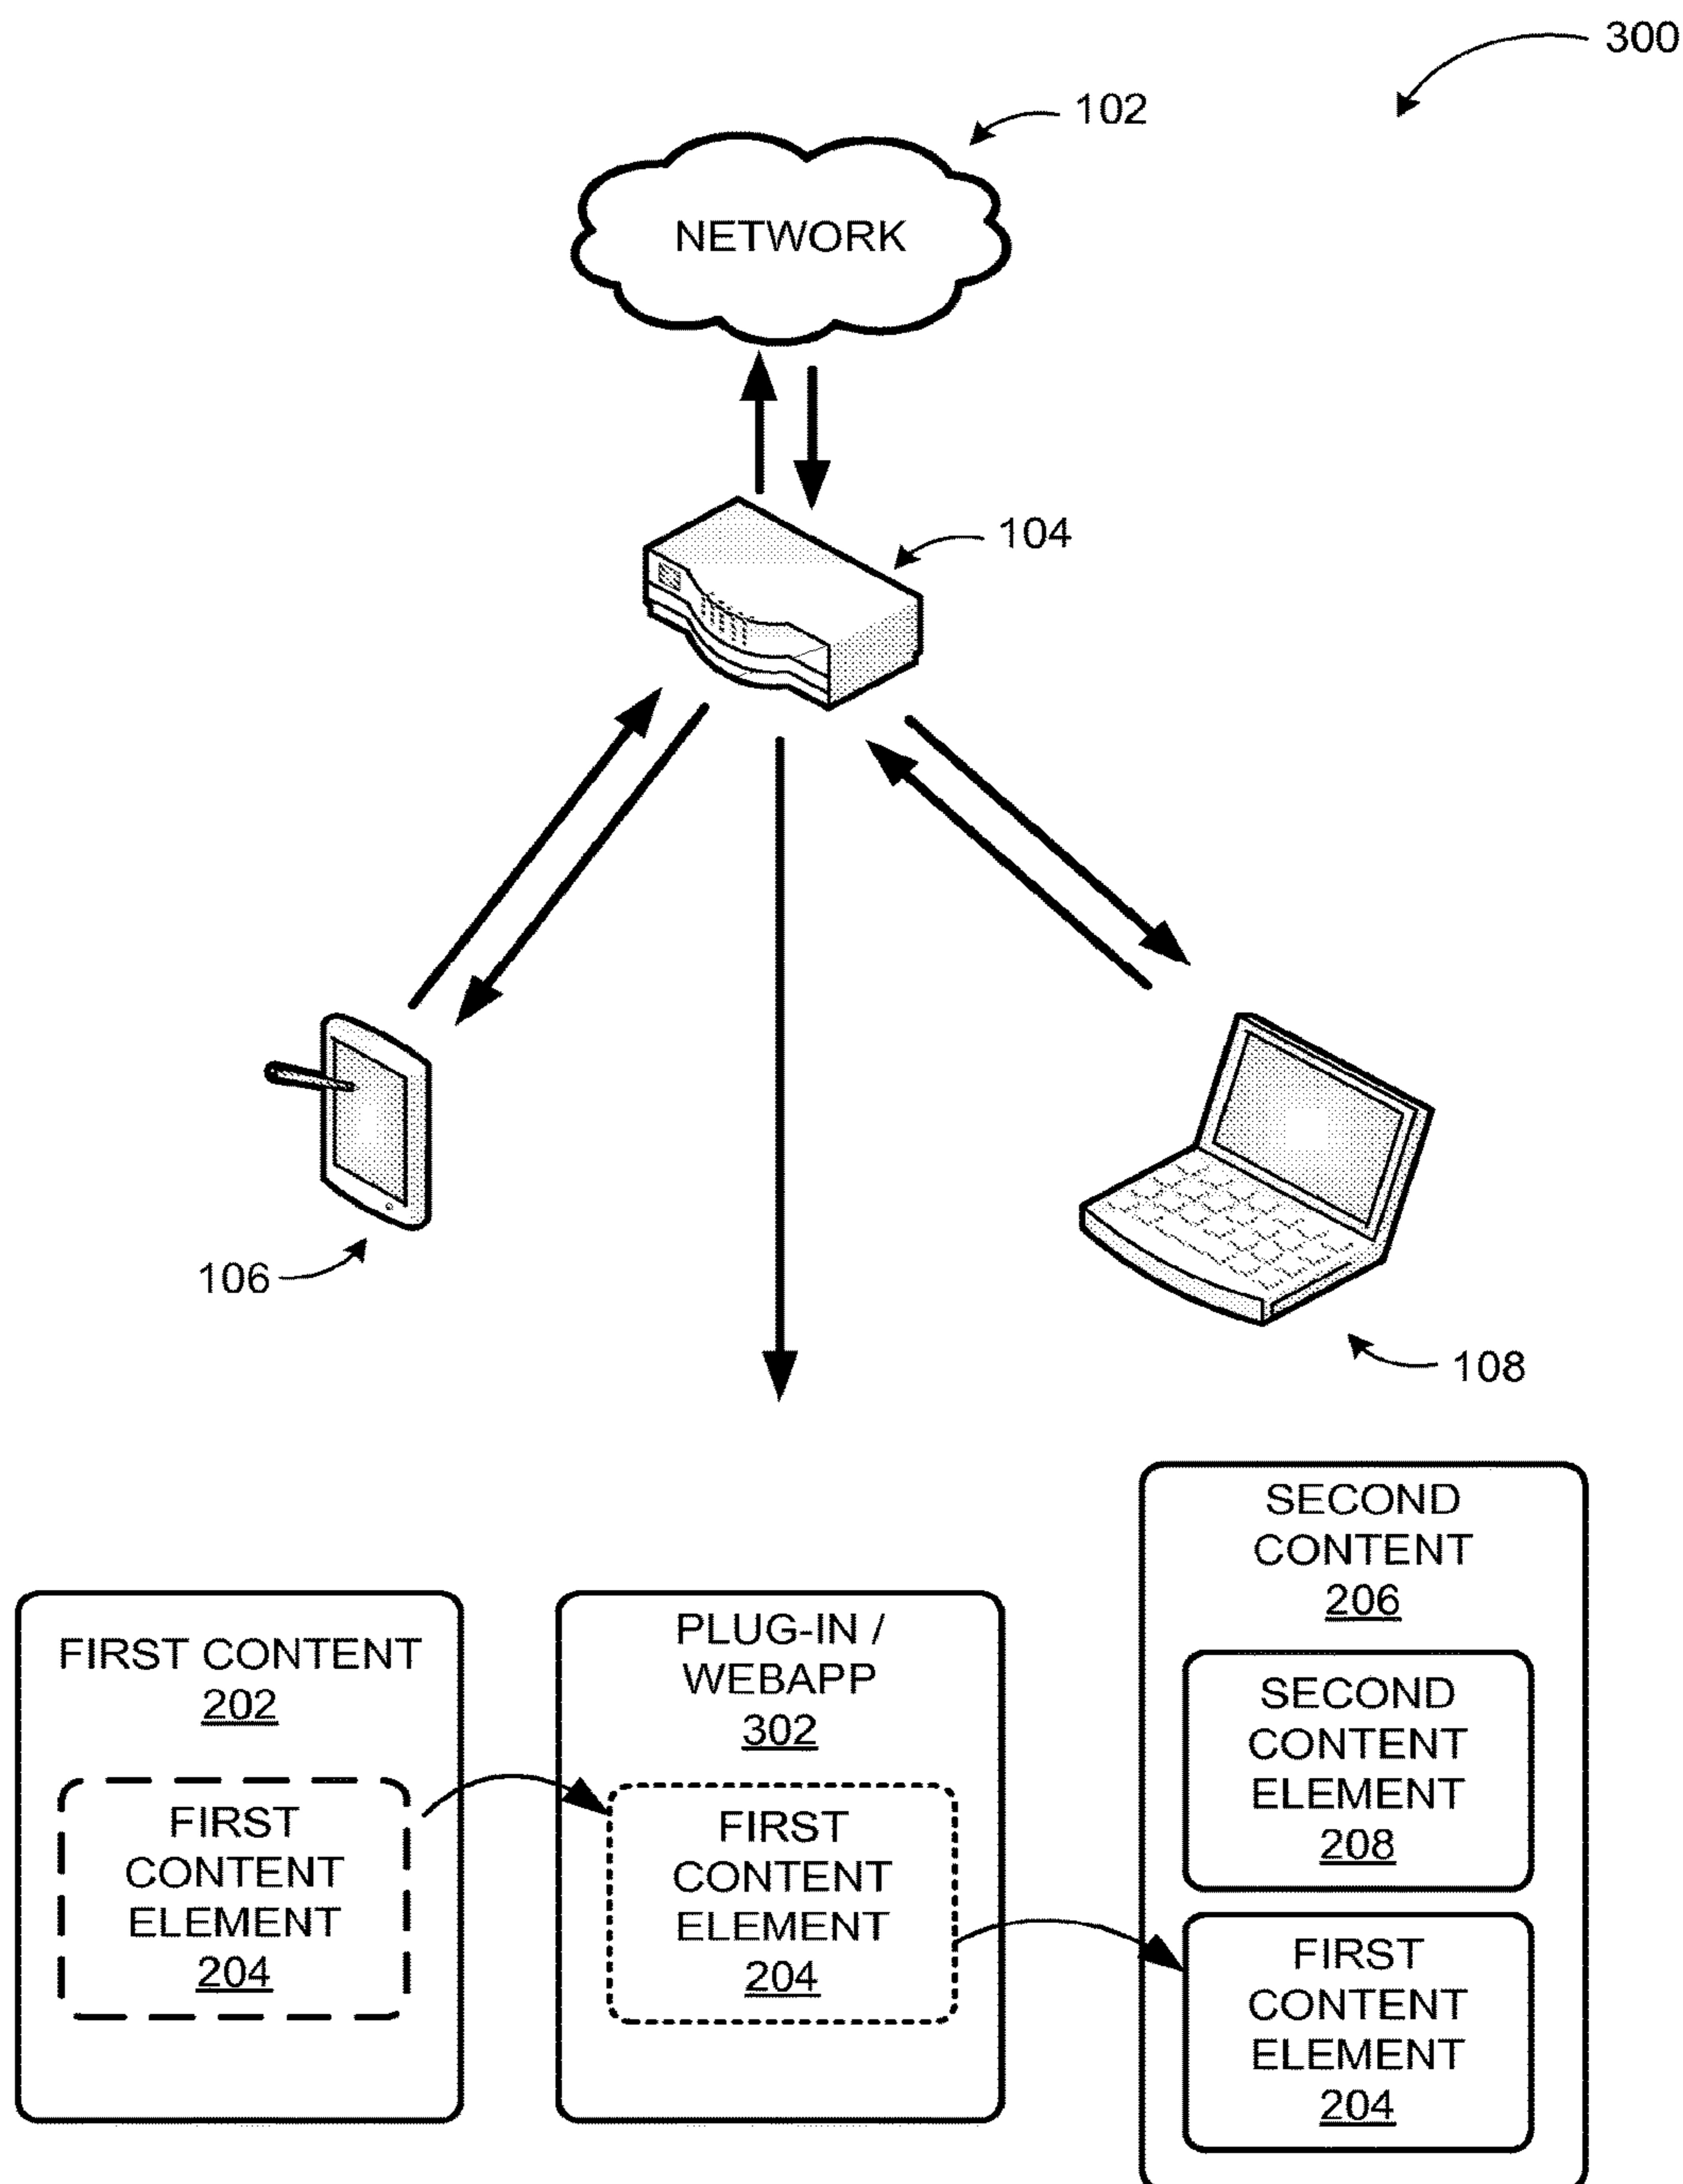 300
102
NETWORK
104
106
108
FIRST CONTENT
202
FIRST
CONTENT
ELEMENT
204
PLUG-IN /
WEBAPP
302
FIRST
CONTENT
ELEMENT
204
SECOND
CONTENT
206
SECOND
CONTENT
ELEMENT
208
FIRST
CONTENT
ELEMENT
204